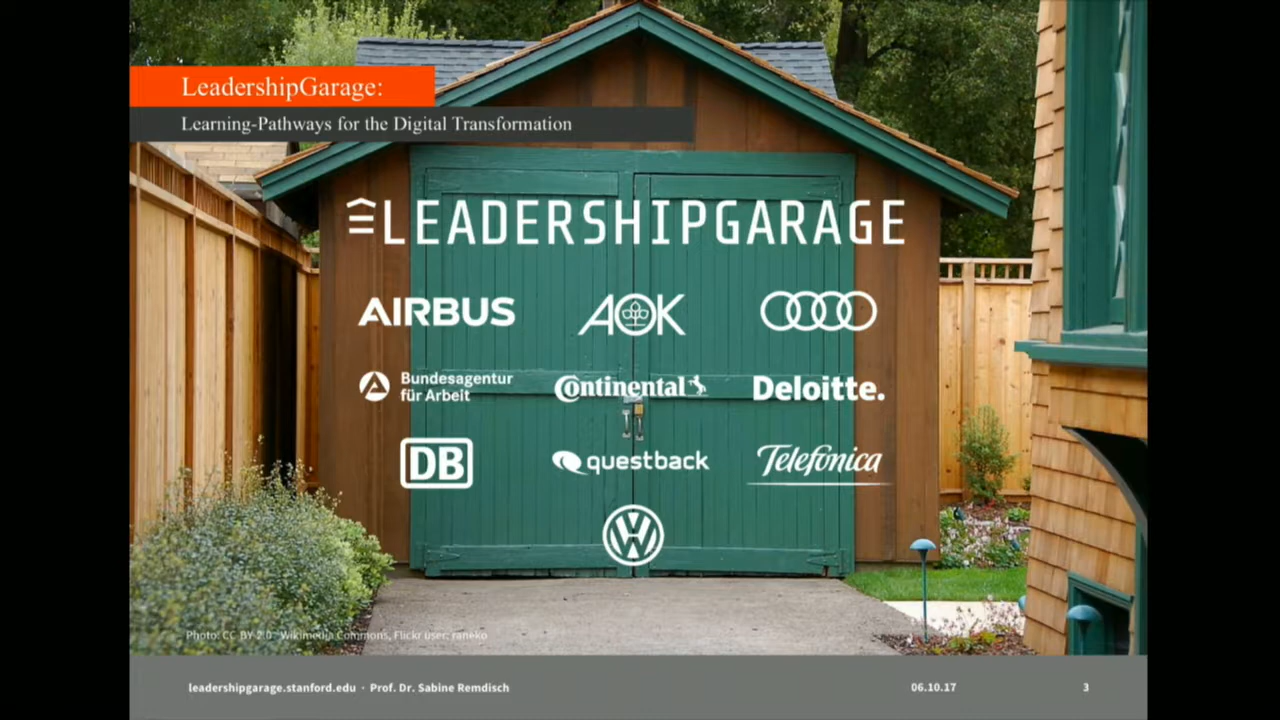 LeadershipGarage:
Learning-Pathways for the Digital Transformation
LEADERSHIPGARAGE
AIRBUS
AOK
Bundesagentur
für Arbeit
Continental
Deloitte.
DB
questback
Telefónica
VW
Photo: CC BY 2.0 - Wikimedia Commons, Flickr user: raneko
leadershipgarage.stanford.edu · Prof. Dr. Sabine Remdisch
06.10.17
3